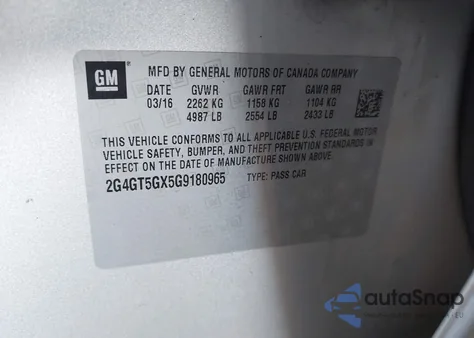 GM
MFD BY GENERAL MOTORS OF CANADA COMPANY
DATE GVWR GAWR FRT GAWR RR
03/16 2262 KG 1158 KG 1104 KG
4987 LB 2554 LB 2433 LB
THIS VEHICLE CONFORMS TO ALL APPLICABLE U.S. FEDERAL MOTOR
VEHICLE SAFETY, BUMPER, AND THEFT PREVENTION STANDARDS IN
EFFECT ON THE DATE OF MANUFACTURE SHOWN ABOVE.
2G4GT5GX5G9180965 TYPE: PASS CAR
autoSnap